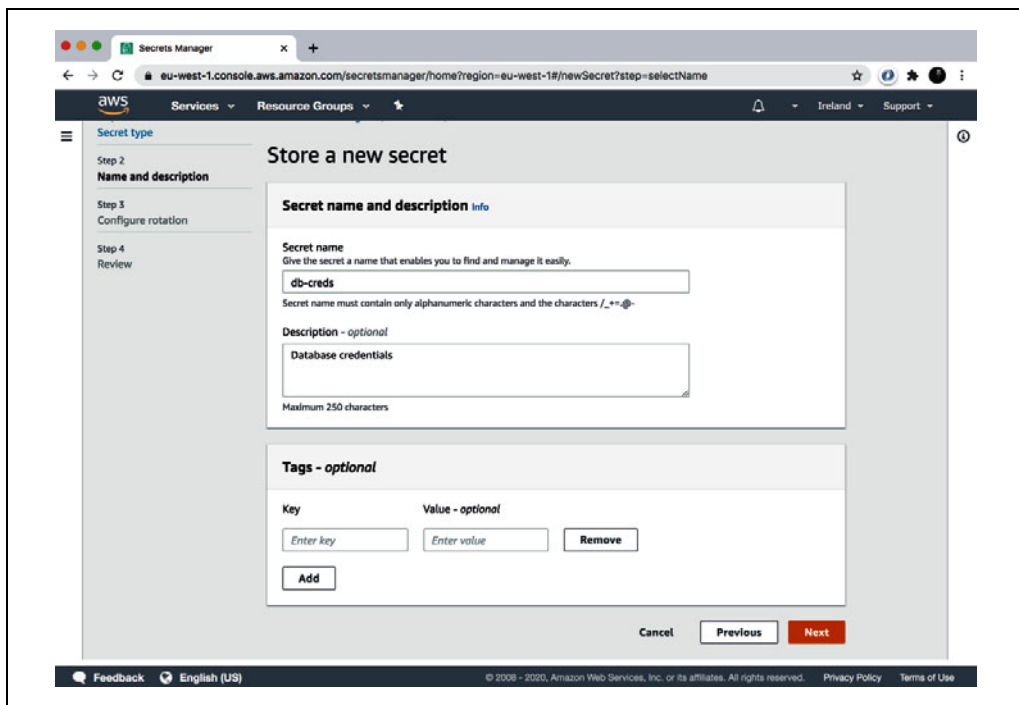 Secrets Manager
eu-west-1.console.aws.amazon.com/secretsmanager/home?region=eu-west-1#/newSecret?step=selectName
aws Services Resource Groups Ireland Support
Secret type
Step 2
Name and description
Step 3
Configure rotation
Step 4
Review
Store a new secret
Secret name and description Info
Secret name
Give the secret a name that enables you to find and manage it easily.
db-creds
Secret name must contain only alphanumeric characters and the characters /_+=.@-
Description - optional
Database credentials
Maximum 250 characters
Tags - optional
Key Value - optional
Enter key Enter value Remove
Add
Cancel Previous Next
Feedback English (US) © 2008 - 2020, Amazon Web Services, Inc. or its affiliates. All rights reserved. Privacy Policy Terms of Use